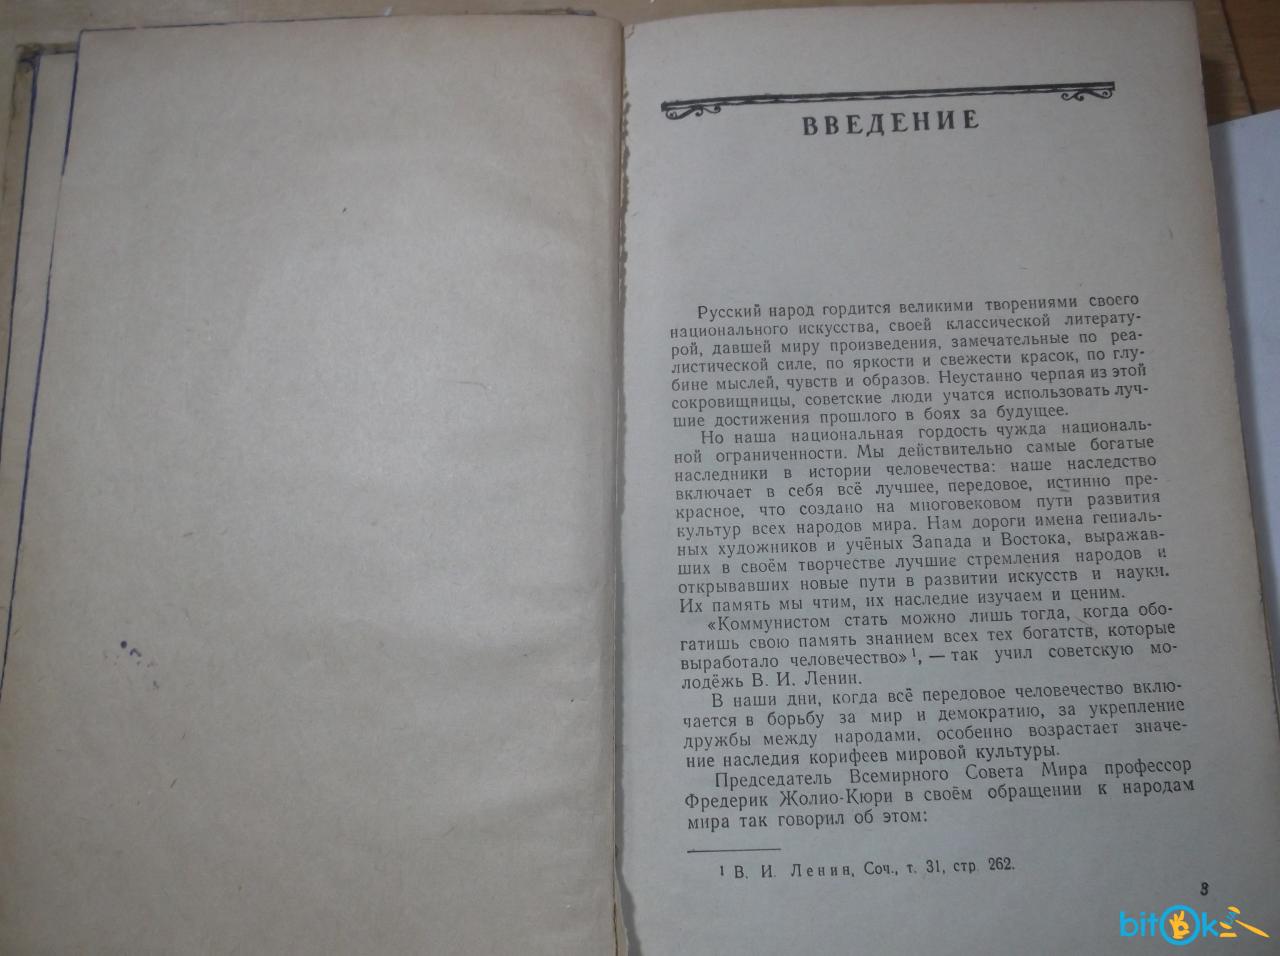 ВВЕДЕНИЕ
Русский народ гордится великими творениями своего
национального искусства, своей классической литерату-
рой, давшей миру произведения, замечательные по реа-
листической силе, по яркости и свежести красок, по глу-
бине мыслей, чувств и образов. Неустанно черпая из этой
сокровищницы, советские люди учатся использовать луч-
шие достижения прошлого в боях за будущее.
Но наша национальная гордость чужда националь-
ной ограниченности. Мы действительно самые богатые
наследники в истории человечества: наше наследство
включает в себя всё лучшее, передовое, истинно пре-
красное, что создано на многовековом пути развития
культур всех народов мира. Нам дороги имена гениаль-
ных художников и учёных Запада и Востока, выражав-
ших в своём творчестве лучшие стремления народов и
открывавших новые пути в развитии искусств и науки.
Их память мы чтим, их наследие изучаем и ценим.
«Коммунистом стать можно лишь тогда, когда обо-
гатишь свою память знанием всех тех богатств, которые
выработало человечество» ¹, — так учил советскую мо-
лодёжь В. И. Ленин.
В наши дни, когда всё передовое человечество вклю-
чается в борьбу за мир и демократию, за укрепление
дружбы между народами, особенно возрастает значе-
ние наследия корифеев мировой культуры.
Председатель Всемирного Совета Мира профессор
Фредерик Жолио-Кюри в своём обращении к народам
мира так говорил об этом:
¹ В. И. Ленин, Соч., т. 31, стр 262.
3
bitOk